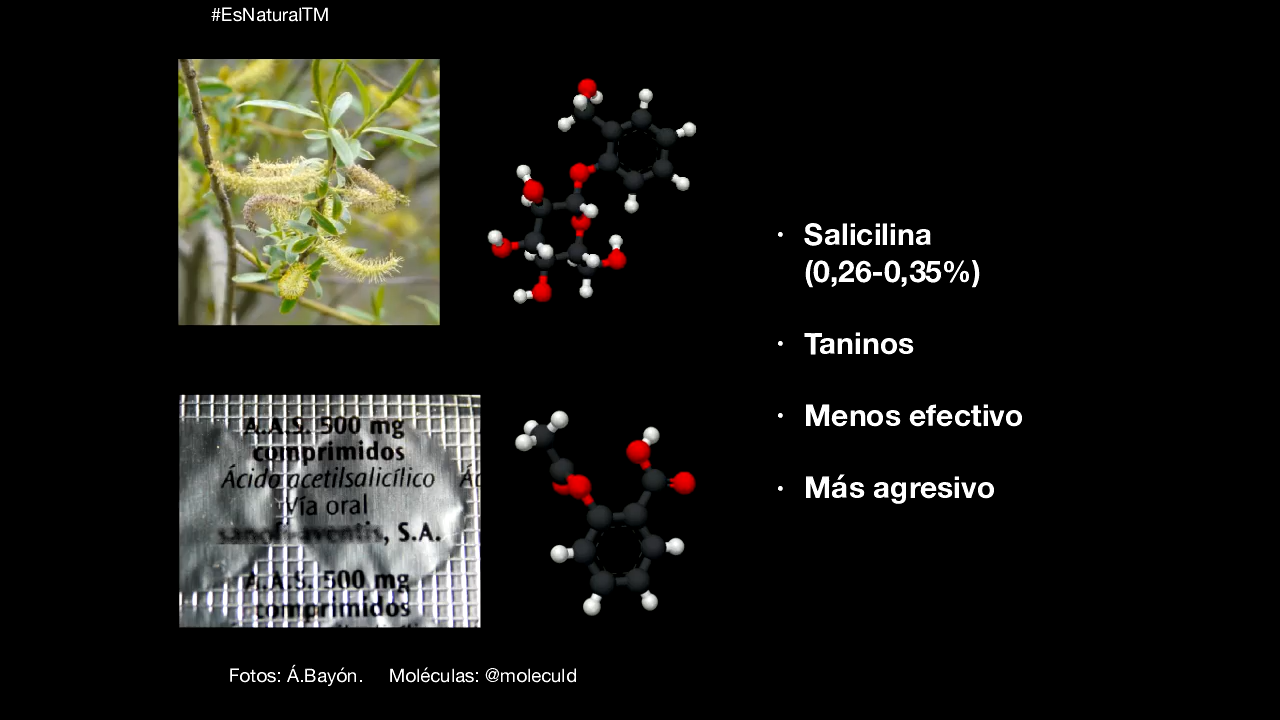 #EsNaturalTM
A.A.S. 500 mg
comprimidos
Ácido acetilsalicílico
Vía oral
sanofi-aventis, S.A.
A.A.S. 500 mg
comprimidos
· Salicilina
(0,26-0,35%)
· Taninos
· Menos efectivo
· Más agresivo
Fotos: Á.Bayón. Moléculas: @moleculd